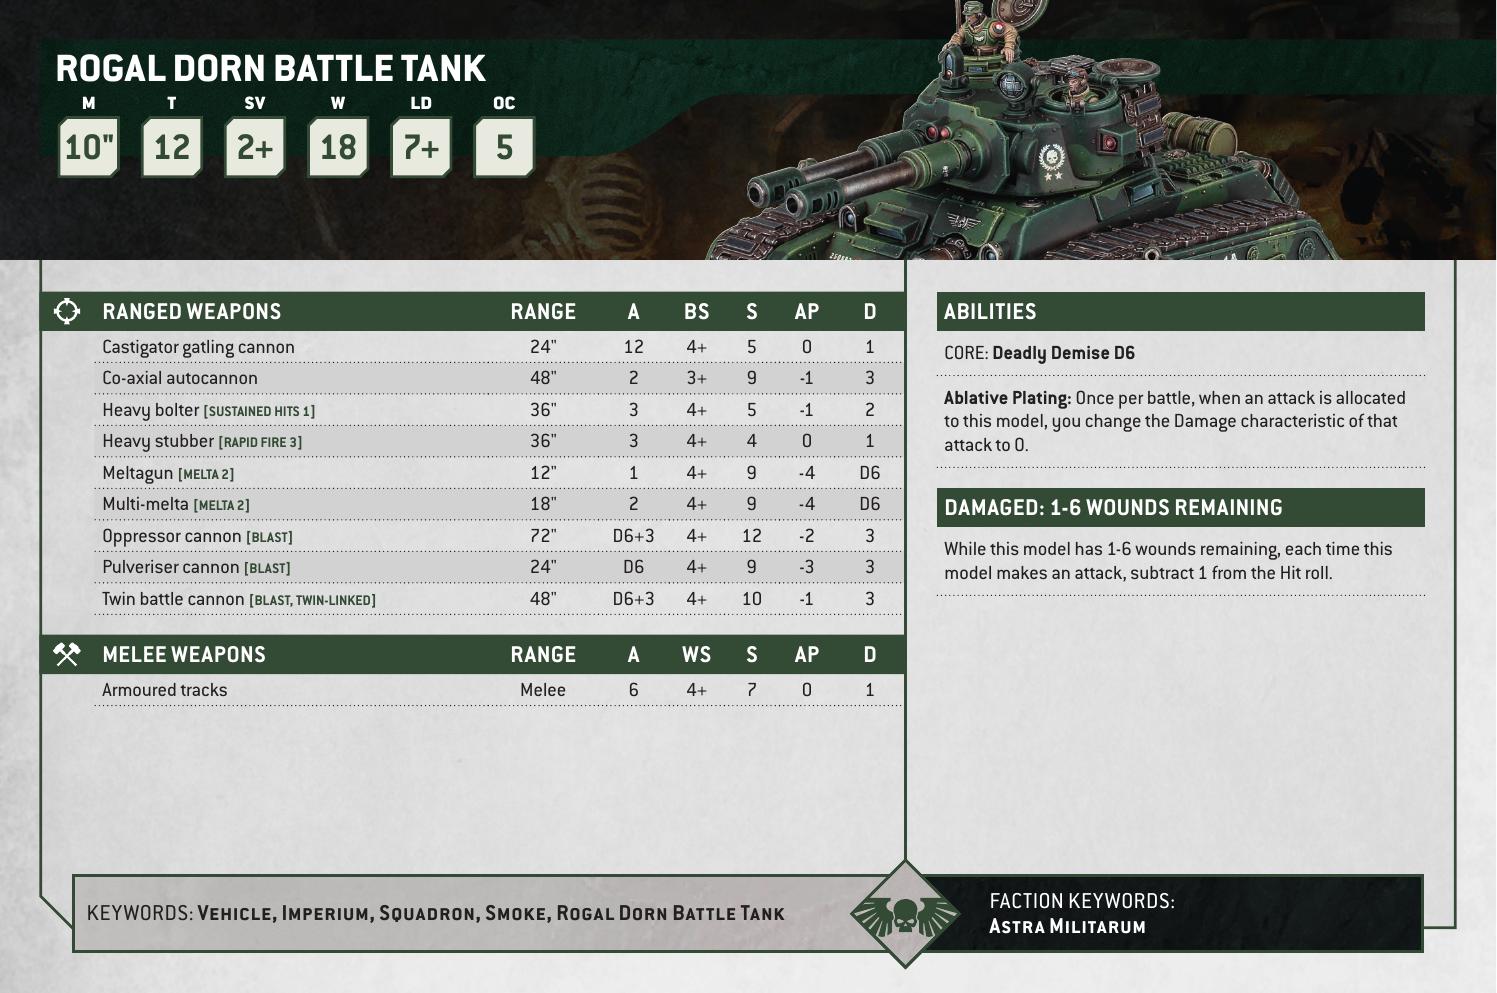 ROGAL DORN BATTLE TANK
M T SV W LD OC
10" 12 2+ 18 7+ 5
RANGED WEAPONS RANGE A BS S AP D
Castigator gatling cannon 24" 12 4+ 5 0 1
Co-axial autocannon 48" 2 3+ 9 -1 3
Heavy bolter [SUSTAINED HITS 1] 36" 3 4+ 5 -1 2
Heavy stubber [RAPID FIRE 3] 36" 3 4+ 4 0 1
Meltagun [MELTA 2] 12" 1 4+ 9 -4 D6
Multi-melta [MELTA 2] 18" 2 4+ 9 -4 D6
Oppressor cannon [BLAST] 72" D6+3 4+ 12 -2 3
Pulveriser cannon [BLAST] 24" D6 4+ 9 -3 3
Twin battle cannon [BLAST, TWIN-LINKED] 48" D6+3 4+ 10 -1 3
MELEE WEAPONS RANGE A WS S AP D
Armoured tracks Melee 6 4+ 7 0 1
ABILITIES
CORE: Deadly Demise D6
Ablative Plating: Once per battle, when an attack is allocated
to this model, you change the Damage characteristic of that
attack to 0.
DAMAGED: 1-6 WOUNDS REMAINING
While this model has 1-6 wounds remaining, each time this
model makes an attack, subtract 1 from the Hit roll.
KEYWORDS: VEHICLE, IMPERIUM, SQUADRON, SMOKE, ROGAL DORN BATTLE TANK
FACTION KEYWORDS:
ASTRA MILITARUM